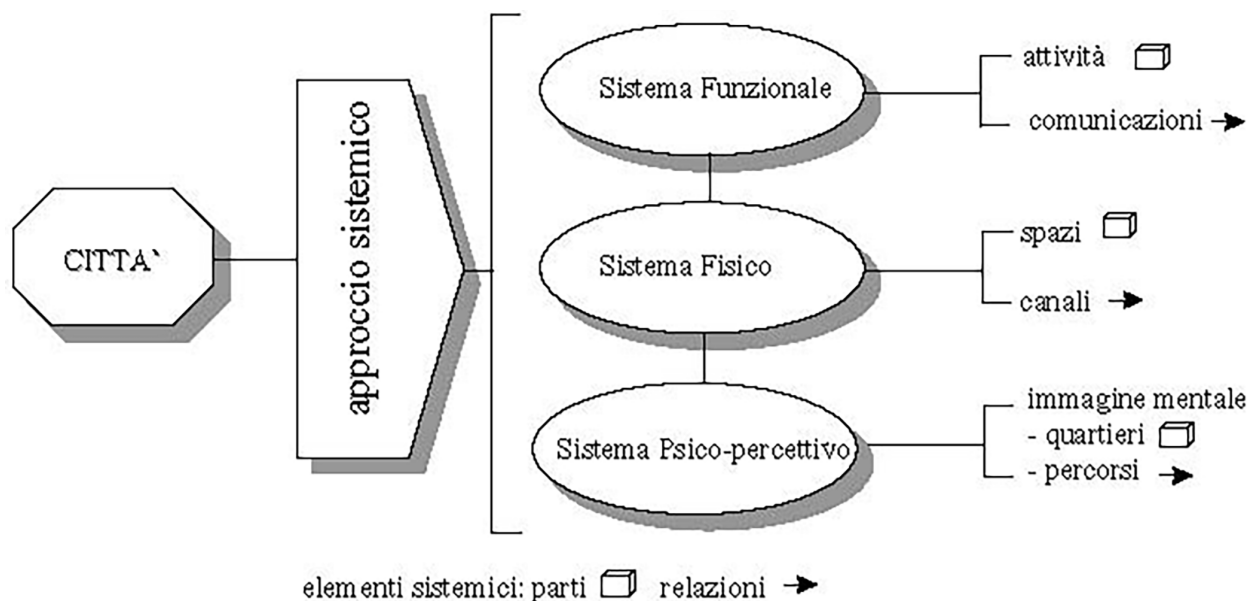 CITTA`
approccio sistemico
Sistema Funzionale
attività
comunicazioni
Sistema Fisico
spazi
canali
Sistema Psico-percettivo
immagine mentale
- quartieri
- percorsi
elementi sistemici: parti relazioni